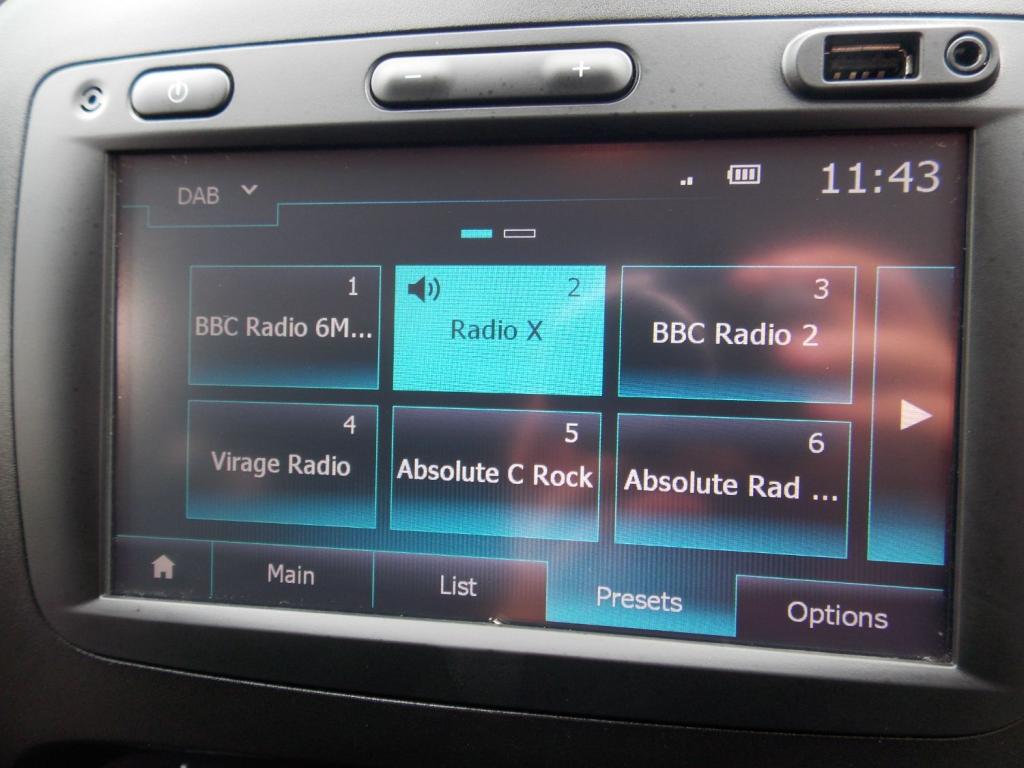 - +
DAB 11:43
1
BBC Radio 6M...
2
Radio X
3
BBC Radio 2
4
Virage Radio
5
Absolute C Rock
6
Absolute Rad ...
Main List Presets Options